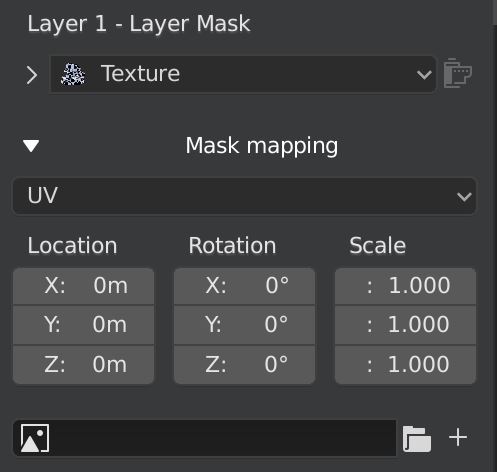 Layer 1 - Layer Mask
Texture
Mask mapping
UV
Location Rotation Scale
X: 0m X: 0° : 1.000
Y: 0m Y: 0° : 1.000
Z: 0m Z: 0° : 1.000